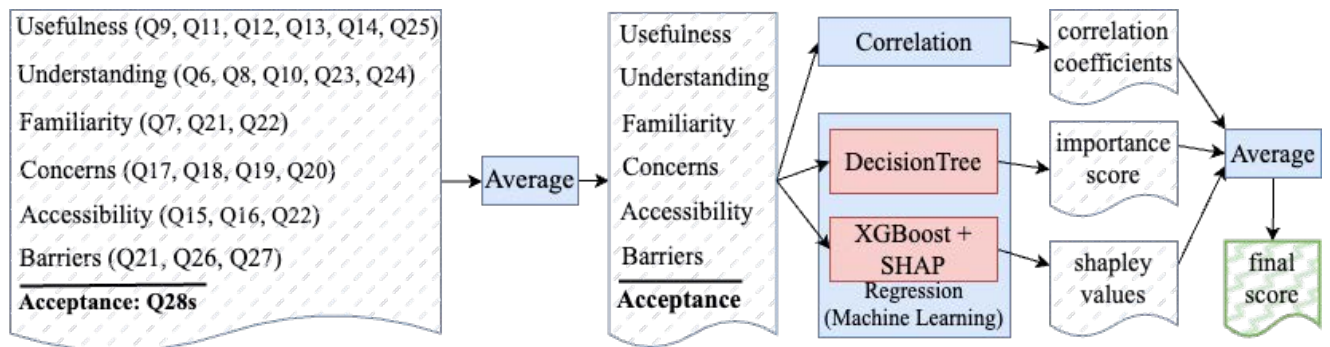 Usefulness (Q9, Q11, Q12, Q13, Q14, Q25)
Understanding (Q6, Q8, Q10, Q23, Q24)
Familiarity (Q7, Q21, Q22)
Concerns (Q17, Q18, Q19, Q20)
Accessibility (Q15, Q16, Q22)
Barriers (Q21, Q26, Q27)
Acceptance: Q28s
Average
Usefulness
Understanding
Familiarity
Concerns
Accessibility
Barriers
Acceptance
Correlation
DecisionTree
XGBoost +
SHAP
Regression
(Machine Learning)
correlation
coefficients
importance
score
shapley
values
Average
final
score